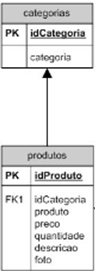 categorias
PK idCategoria
categoria
produtos
PK idProduto
FK1 idCategoria
produto
preco
quantidade
descricao
foto